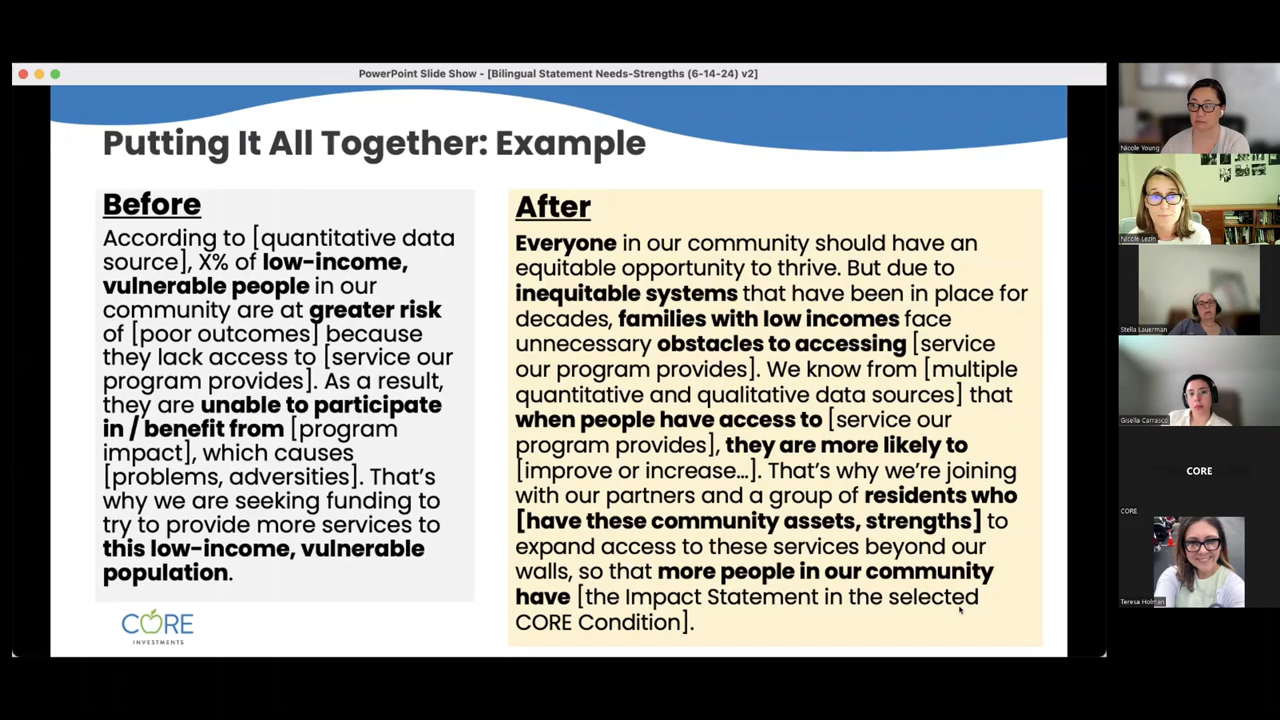 PowerPoint Slide Show - [Bilingual Statement Needs-Strengths (6-14-24) v2]
Putting It All Together: Example
Before
According to [quantitative data
source], X% of low-income,
vulnerable people in our
community are at greater risk
of [poor outcomes] because
they lack access to [service our
program provides]. As a result,
they are unable to participate
in / benefit from [program
impact], which causes
[problems, adversities]. That's
why we are seeking funding to
try to provide more services to
this low-income, vulnerable
population.
CORE
INVESTMENTS
After
Everyone in our community should have an
equitable opportunity to thrive. But due to
inequitable systems that have been in place for
decades, families with low incomes face
unnecessary obstacles to accessing [service
our program provides]. We know from [multiple
quantitative and qualitative data sources] that
when people have access to [service our
program provides], they are more likely to
[improve or increase…]. That's why we're joining
with our partners and a group of residents who
[have these community assets, strengths] to
expand access to these services beyond our
walls, so that more people in our community
have [the Impact Statement in the selected
CORE Condition].
Nicole Young
Nicole Lezin
Stella Lauerman
Gisella Carrasco
CORE
CORE
Teresa Holman